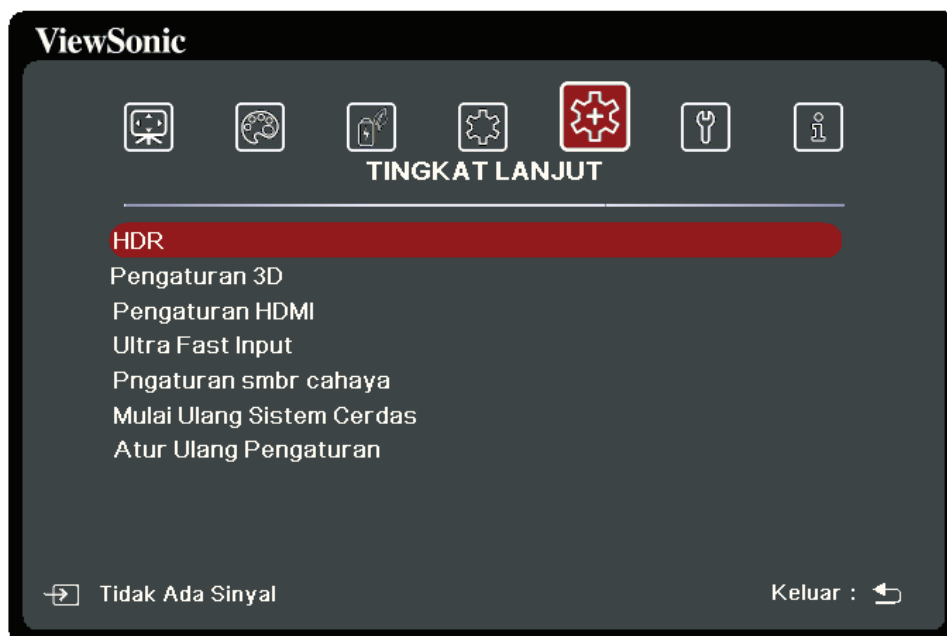 ViewSonic
TINGKAT LANJUT
HDR
Pengaturan 3D
Pengaturan HDMI
Ultra Fast Input
Pngaturan smbr cahaya
Mulai Ulang Sistem Cerdas
Atur Ulang Pengaturan
Tidak Ada Sinyal
Keluar :